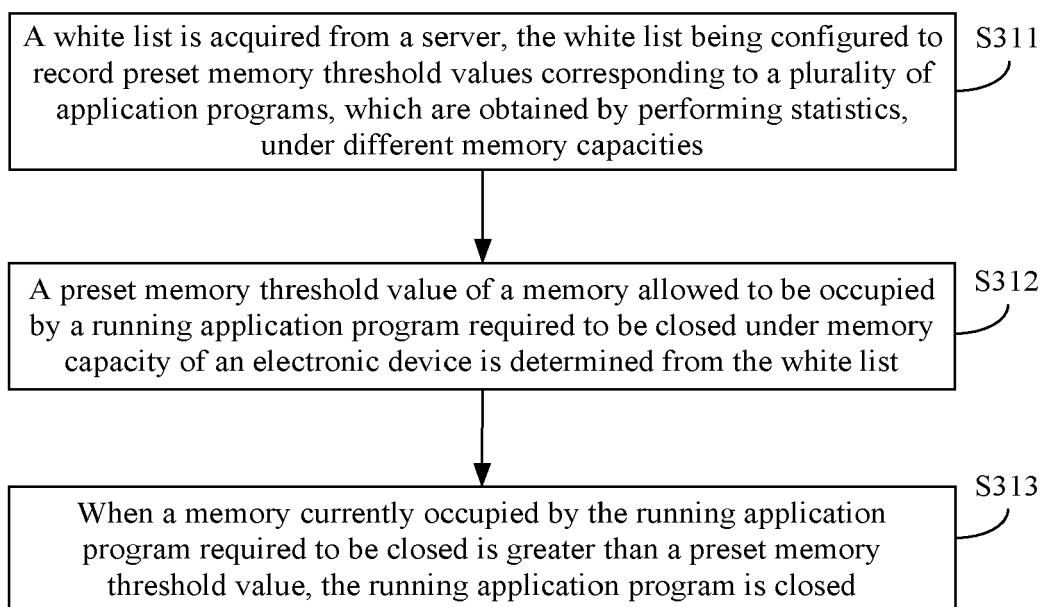 A white list is acquired from a server, the white list being configured to
record preset memory threshold values corresponding to a plurality of
application programs, which are obtained by performing statistics,
under different memory capacities
S311
A preset memory threshold value of a memory allowed to be occupied
by a running application program required to be closed under memory
capacity of an electronic device is determined from the white list
S312
When a memory currently occupied by the running application
program required to be closed is greater than a preset memory
threshold value, the running application program is closed
S313